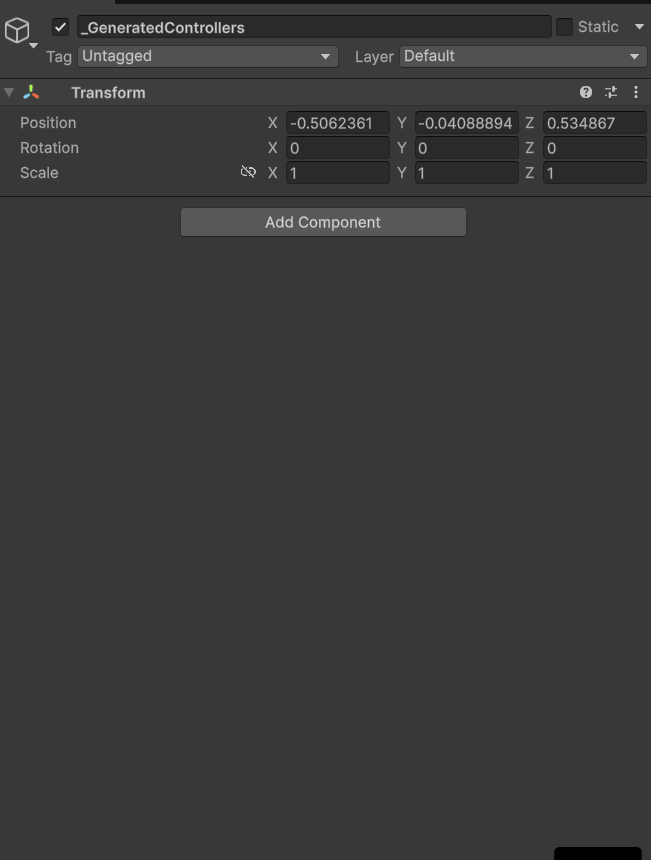 _GeneratedControllers Static
Tag Untagged Layer Default
Transform
Position X -0.5062361 Y -0.04088894 Z 0.534867
Rotation X 0 Y 0 Z 0
Scale X 1 Y 1 Z 1
Add Component